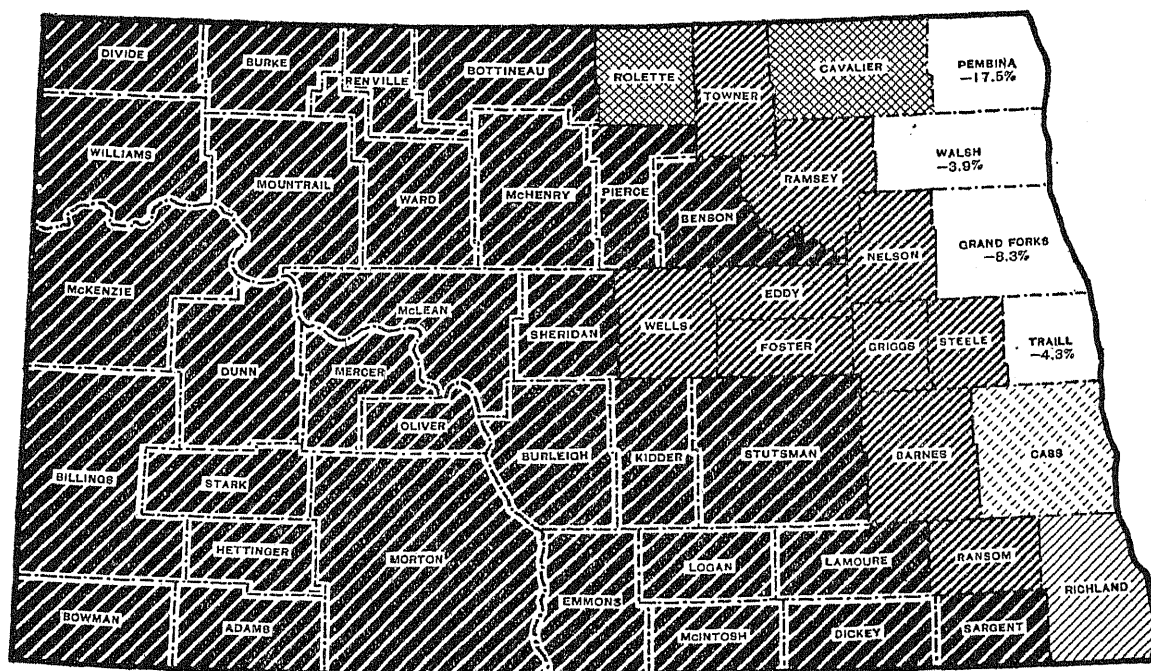 DIVIDE
BURKE
RENVILLE
BOTTINEAU
ROLETTE
TOWNER
CAVALIER
PEMBINA
–17.5%
WILLIAMS
MOUNTRAIL
WARD
McHENRY
PIERCE
BENSON
RAMSEY
WALSH
–3.9%
McKENZIE
DUNN
McLEAN
MERCER
OLIVER
SHERIDAN
WELLS
EDDY
FOSTER
NELSON
GRIGGS
STEELE
GRAND FORKS
–8.3%
TRAILL
–4.3%
BILLINGS
STARK
HETTINGER
MORTON
BURLEIGH
KIDDER
STUTSMAN
BARNES
CASS
BOWMAN
ADAMS
EMMONS
LOGAN
LAMOURE
RANSOM
RICHLAND
McINTOSH
DICKEY
SARGENT